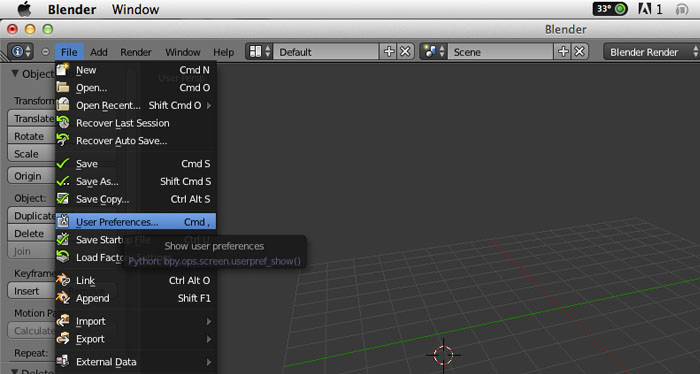 Blender Window 33° 1
Blender
File Add Render Window Help Default Scene Blender Render
Object
Transform
Translate
Rotate
Scale
Origin
Object:
Duplicate
Delete
Join
Keyframe
Insert
Motion Pa
Calculate
Repeat:
New Cmd N
Open... Cmd O
Open Recent... Shift Cmd O
Recover Last Session
Recover Auto Save...
Save Cmd S
Save As... Shift Cmd S
Save Copy... Ctrl Alt S
User Preferences... Cmd ,
Save Startup File Ctrl U
Load Factory
Show user preferences
Python: bpy.ops.screen.userpref_show()
Link Ctrl Alt O
Append Shift F1
Import
Export
External Data